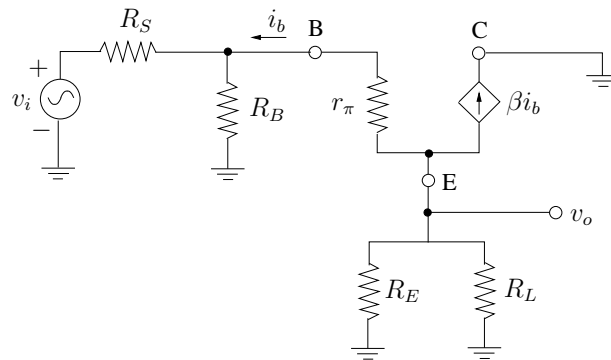 R_S
i_b
B
C
+
v_i
−
R_B
r_π
βi_b
E
v_o
R_E
R_L